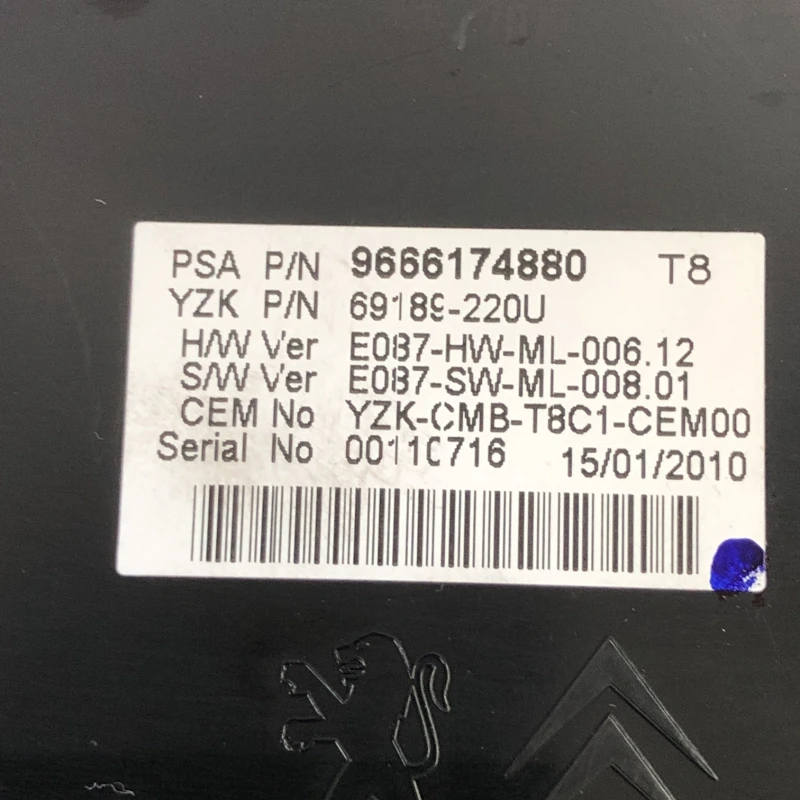 PSA P/N 9666174880 T8
YZK P/N 69189-220U
H/W Ver E087-HW-ML-006.12
S/W Ver E087-SW-ML-008.01
CEM No YZK-CMB-T8C1-CEM00
Serial No 00110716 15/01/2010